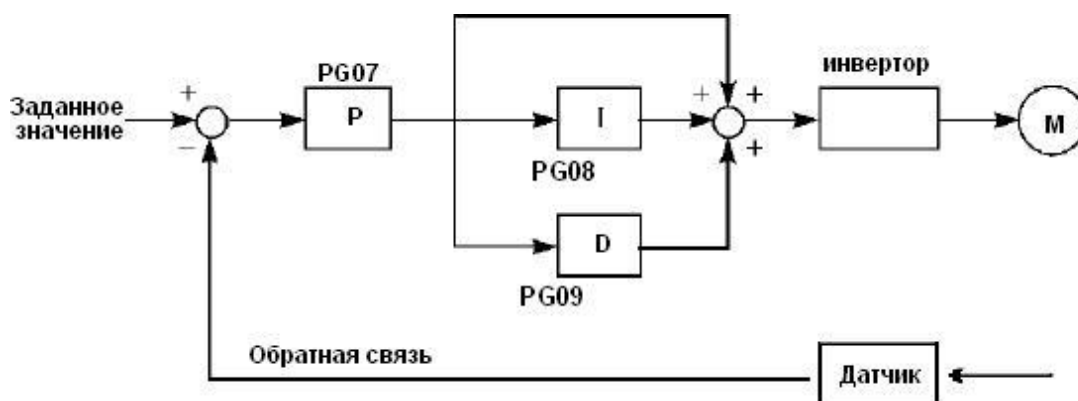 PG07
инвертор
Заданное
значение
+
−
P
I
+
+
+
M
PG08
D
PG09
Обратная связь
Датчик